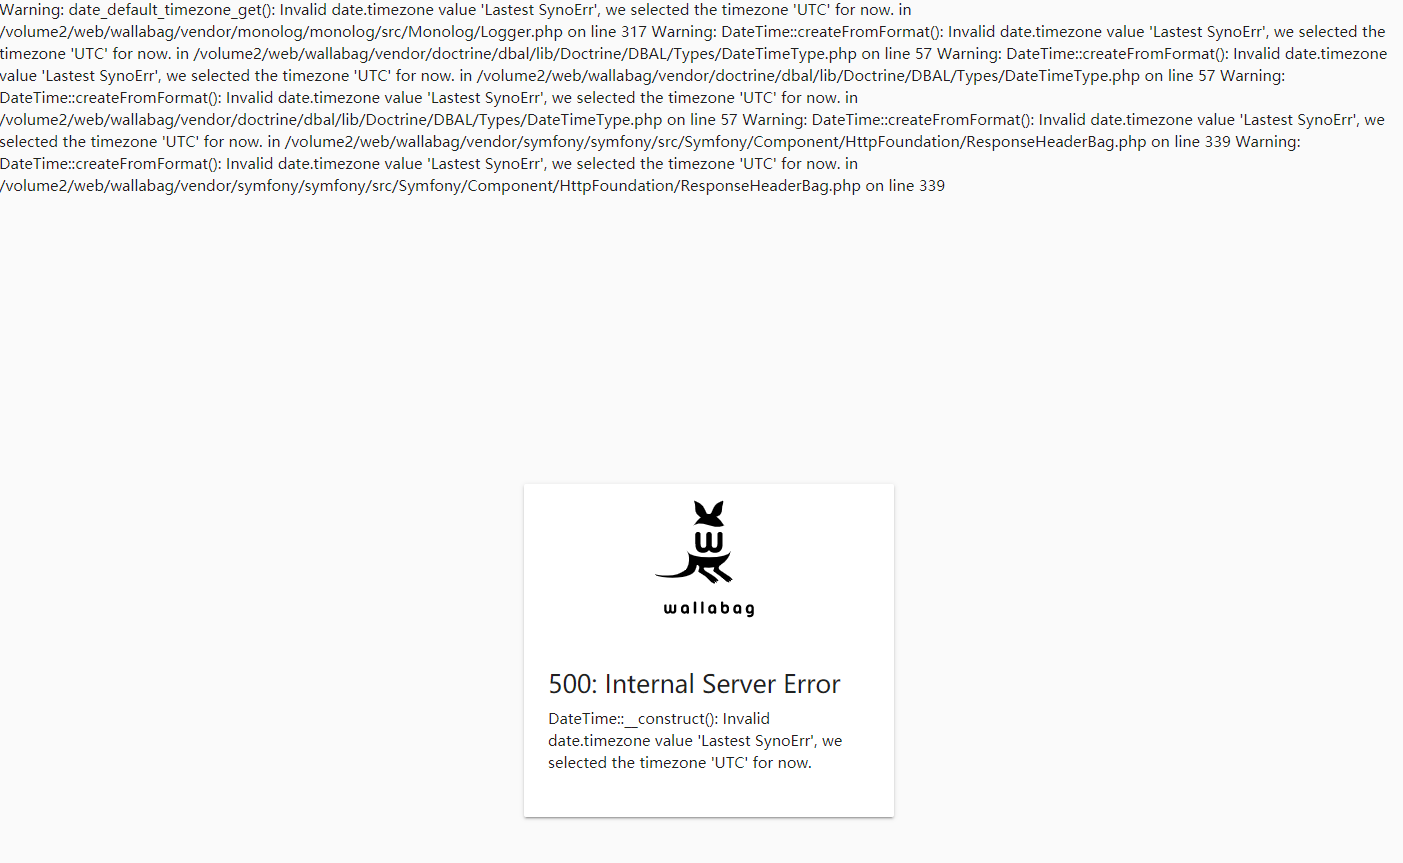 Warning: date_default_timezone_get(): Invalid date.timezone value 'Lastest SynoErr', we selected the timezone 'UTC' for now. in
/volume2/web/wallabag/vendor/monolog/monolog/src/Monolog/Logger.php on line 317 Warning: DateTime::createFromFormat(): Invalid date.timezone value 'Lastest SynoErr', we selected the
timezone 'UTC' for now. in /volume2/web/wallabag/vendor/doctrine/dbal/lib/Doctrine/DBAL/Types/DateTimeType.php on line 57 Warning: DateTime::createFromFormat(): Invalid date.timezone
value 'Lastest SynoErr', we selected the timezone 'UTC' for now. in /volume2/web/wallabag/vendor/doctrine/dbal/lib/Doctrine/DBAL/Types/DateTimeType.php on line 57 Warning:
DateTime::createFromFormat(): Invalid date.timezone value 'Lastest SynoErr', we selected the timezone 'UTC' for now. in
/volume2/web/wallabag/vendor/doctrine/dbal/lib/Doctrine/DBAL/Types/DateTimeType.php on line 57 Warning: DateTime::createFromFormat(): Invalid date.timezone value 'Lastest SynoErr', we
selected the timezone 'UTC' for now. in /volume2/web/wallabag/vendor/symfony/symfony/src/Symfony/Component/HttpFoundation/ResponseHeaderBag.php on line 339 Warning:
DateTime::createFromFormat(): Invalid date.timezone value 'Lastest SynoErr', we selected the timezone 'UTC' for now. in
/volume2/web/wallabag/vendor/symfony/symfony/src/Symfony/Component/HttpFoundation/ResponseHeaderBag.php on line 339
w
wallabag
500: Internal Server Error
DateTime::__construct(): Invalid
date.timezone value 'Lastest SynoErr', we
selected the timezone 'UTC' for now.